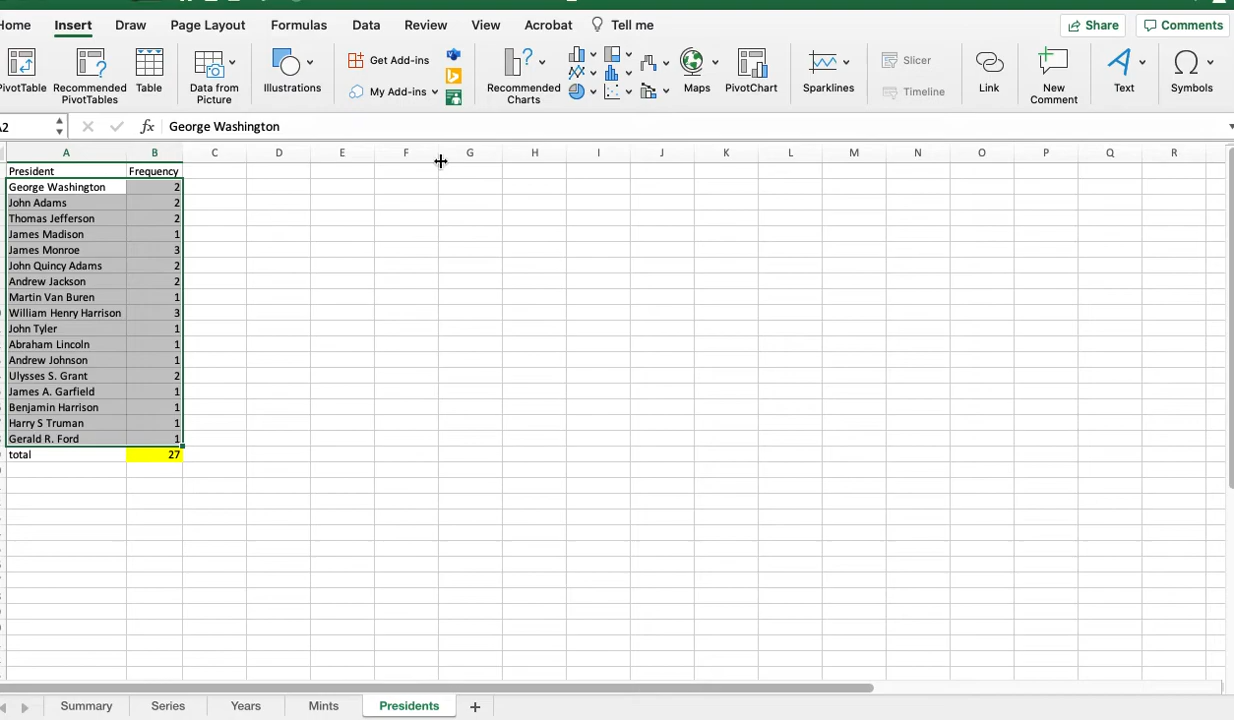 Home Insert Draw Page Layout Formulas Data Review View Acrobat Tell me Share Comments
PivotTable Recommended PivotTables Table Data from Picture Illustrations Get Add-ins My Add-ins Recommended Charts Maps PivotChart Sparklines Slicer Timeline Link New Comment Text Symbols
A2 fx George Washington
A B C D E F G H I J K L M N O P Q R
President Frequency
George Washington 2
John Adams 2
Thomas Jefferson 2
James Madison 1
James Monroe 3
John Quincy Adams 2
Andrew Jackson 2
Martin Van Buren 1
William Henry Harrison 3
John Tyler 1
Abraham Lincoln 1
Andrew Johnson 1
Ulysses S. Grant 2
James A. Garfield 1
Benjamin Harrison 1
Harry S Truman 1
Gerald R. Ford 1
total 27
Summary Series Years Mints Presidents +